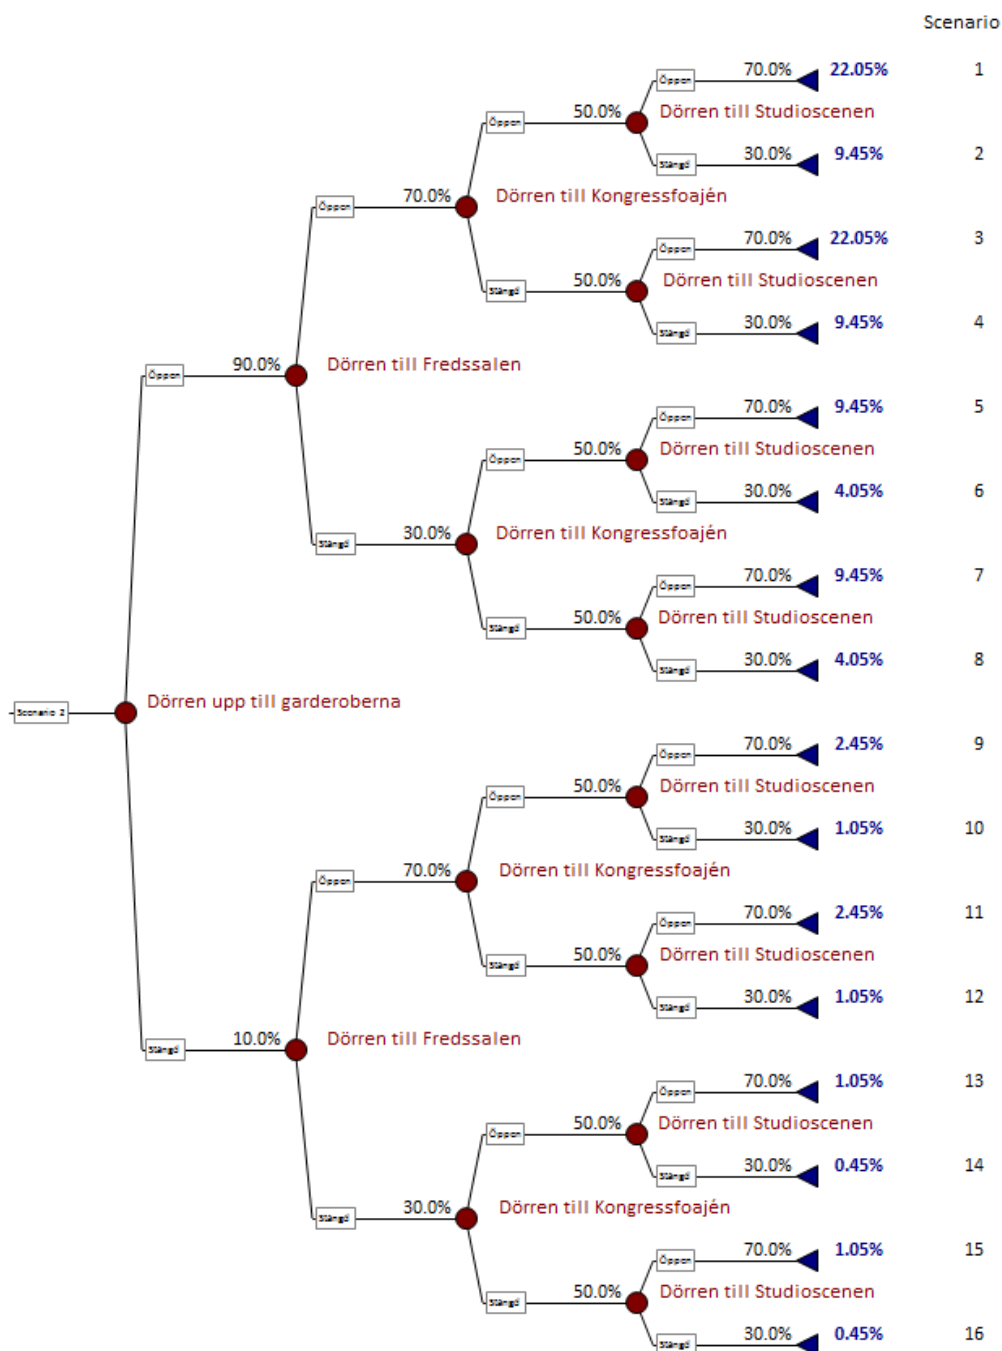 Scenario
70.0% 22.05% 1
Öppen
50.0% Dörren till Studioscenen
Öppen
30.0% 9.45% 2
Stängd
70.0% Dörren till Kongressfoajén
Öppen
70.0% 22.05% 3
Öppen
50.0% Dörren till Studioscenen
Stängd
30.0% 9.45% 4
Stängd
90.0% Dörren till Fredssalen
Öppen
70.0% 9.45% 5
Öppen
50.0% Dörren till Studioscenen
Öppen
30.0% 4.05% 6
Stängd
30.0% Dörren till Kongressfoajén
Stängd
70.0% 9.45% 7
Öppen
50.0% Dörren till Studioscenen
Stängd
30.0% 4.05% 8
Stängd
Dörren upp till garderoberna
Scenario 2
70.0% 2.45% 9
Öppen
50.0% Dörren till Studioscenen
Öppen
30.0% 1.05% 10
Stängd
70.0% Dörren till Kongressfoajén
Öppen
70.0% 2.45% 11
Öppen
50.0% Dörren till Studioscenen
Stängd
30.0% 1.05% 12
Stängd
10.0% Dörren till Fredssalen
Stängd
70.0% 1.05% 13
Öppen
50.0% Dörren till Studioscenen
Öppen
30.0% 0.45% 14
Stängd
30.0% Dörren till Kongressfoajén
Stängd
70.0% 1.05% 15
Öppen
50.0% Dörren till Studioscenen
Stängd
30.0% 0.45% 16
Stängd